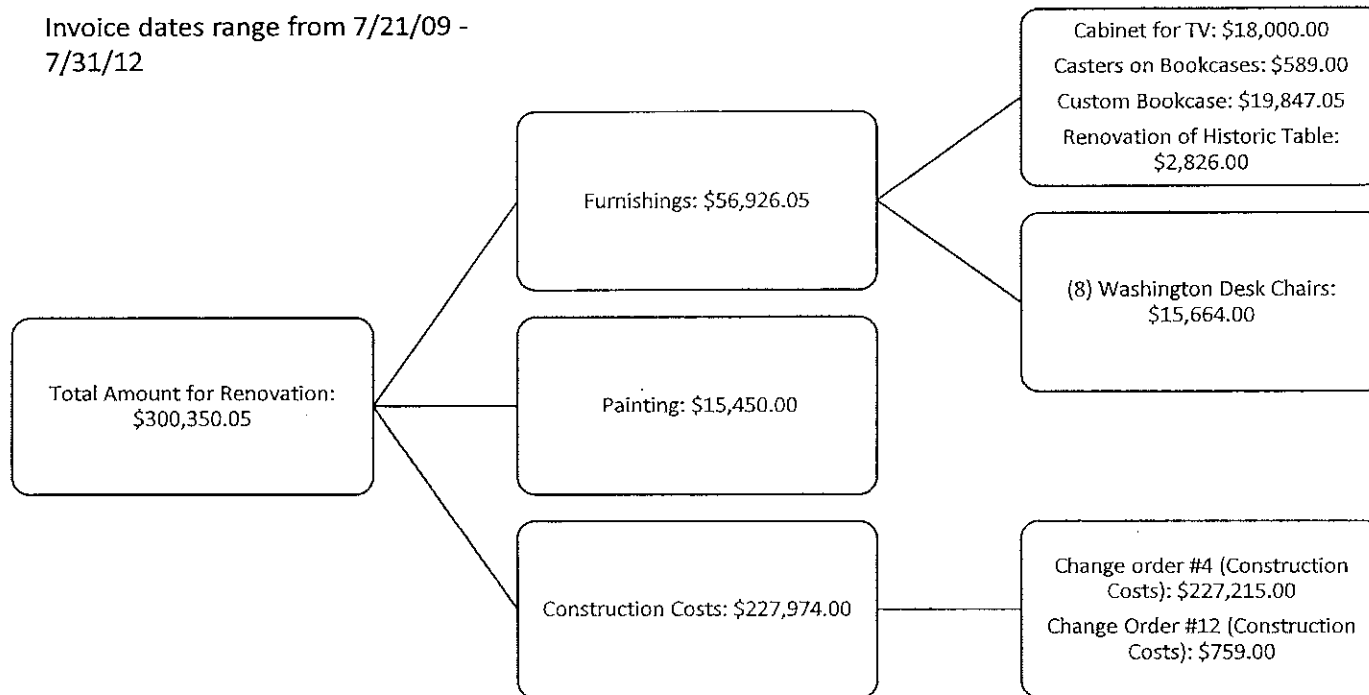 Invoice dates range from 7/21/09 -
7/31/12
Total Amount for Renovation:
$300,350.05
Furnishings: $56,926.05
Painting: $15,450.00
Construction Costs: $227,974.00
Cabinet for TV: $18,000.00
Casters on Bookcases: $589.00
Custom Bookcase: $19,847.05
Renovation of Historic Table:
$2,826.00
(8) Washington Desk Chairs:
$15,664.00
Change order #4 (Construction
Costs): $227,215.00
Change Order #12 (Construction
Costs): $759.00